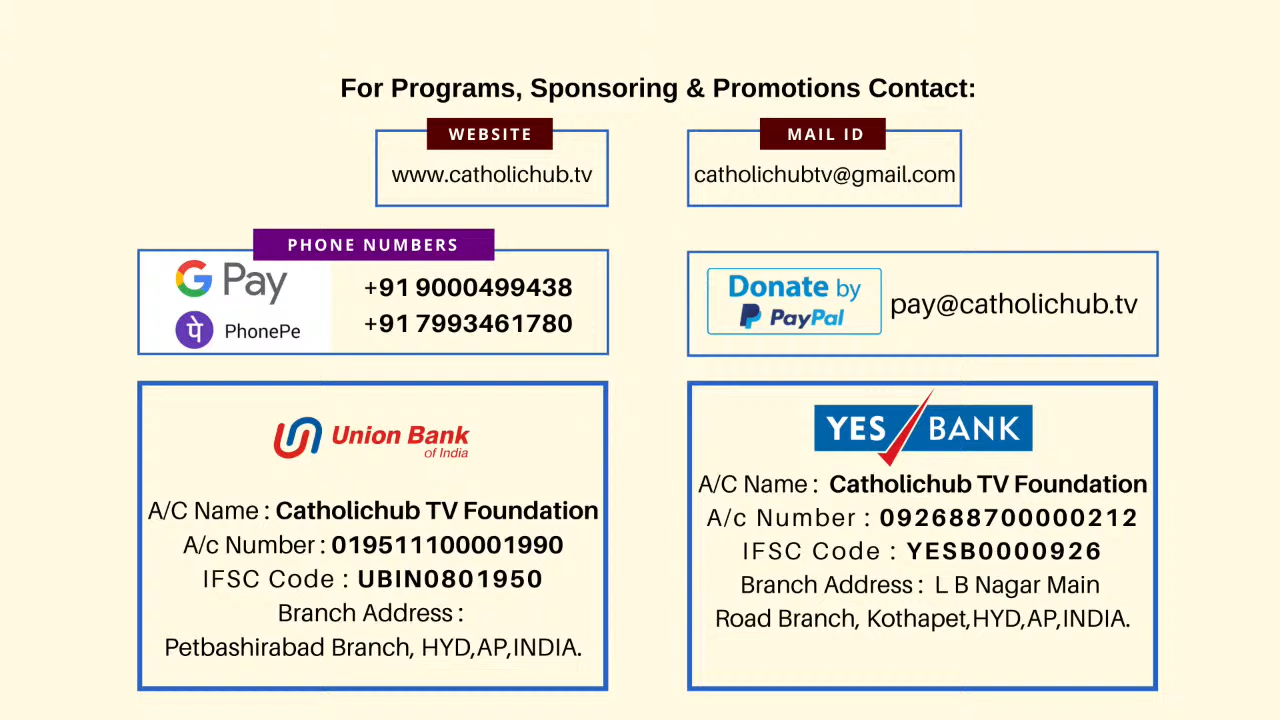 For Programs, Sponsoring & Promotions Contact:
WEBSITE
www.catholichub.tv
MAIL ID
catholichubtv@gmail.com
PHONE NUMBERS
G Pay
+91 9000499438
पे PhonePe
+91 7993461780
Donate by
PayPal
pay@catholichub.tv
Union Bank
of India
A/C Name : Catholichub TV Foundation
A/c Number : 019511100001990
IFSC Code : UBIN0801950
Branch Address :
Petbashirabad Branch, HYD,AP,INDIA.
YES BANK
A/C Name : Catholichub TV Foundation
A/c Number : 092688700000212
IFSC Code : YESB0000926
Branch Address : L B Nagar Main
Road Branch, Kothapet,HYD,AP,INDIA.